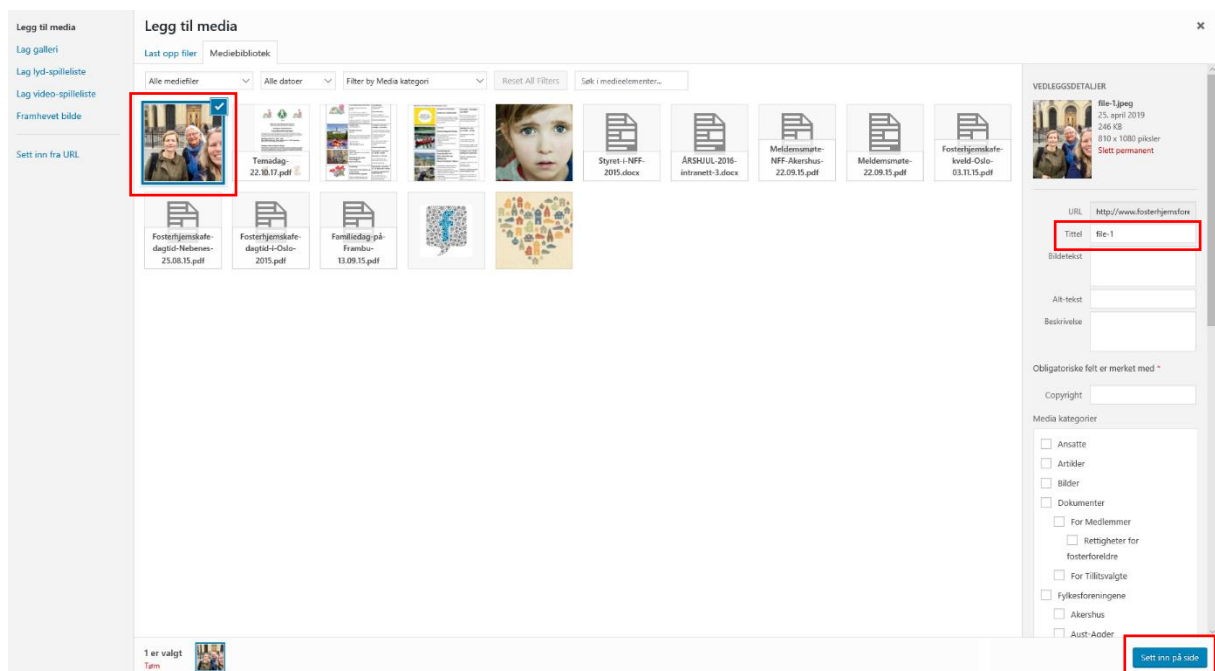 Legg til media
Lag galleri
Lag lyd-spilleliste
Lag video-spilleliste
Framhevet bilde
Sett inn fra URL
Legg til media
Last opp filer Mediebibliotek
Alle mediefiler Alle datoer Filter by Media kategori Reset All Filters Søk i medieelementer...
Temadag-
22.10.17.pdf
Styret-i-NFF-
2015.docx
ÅRSHJUL-2016-
intranett-3.docx
Meldemsmøte-
NFF-Akershus-
22.09.15.pdf
Meldemsmøte-
22.09.15.pdf
Fosterhjemskafe-
kveld-Oslo-
03.11.15.pdf
Fosterhjemskafe-
dagtid-Nebenes-
25.08.15.pdf
Fosterhjemskafe-
dagtid-i-Oslo-
2015.pdf
Familiedag-på-
Frambu-
13.09.15.pdf
VEDLEGGSDETALJER
file-1.jpeg
25. april 2019
246 KB
810 x 1080 piksler
Slett permanent
URL http://www.fosterhjemsfore
Tittel file-1
Bildetekst
Alt-tekst
Beskrivelse
Obligatoriske felt er merket med *
Copyright
Media kategorier
Ansatte
Artikler
Bilder
Dokumenter
For Medlemmer
Rettigheter for
fosterforeldre
For Tillitsvalgte
Fylkesforeningene
Akershus
Aust-Agder
1 er valgt
Tøm
Sett inn på side